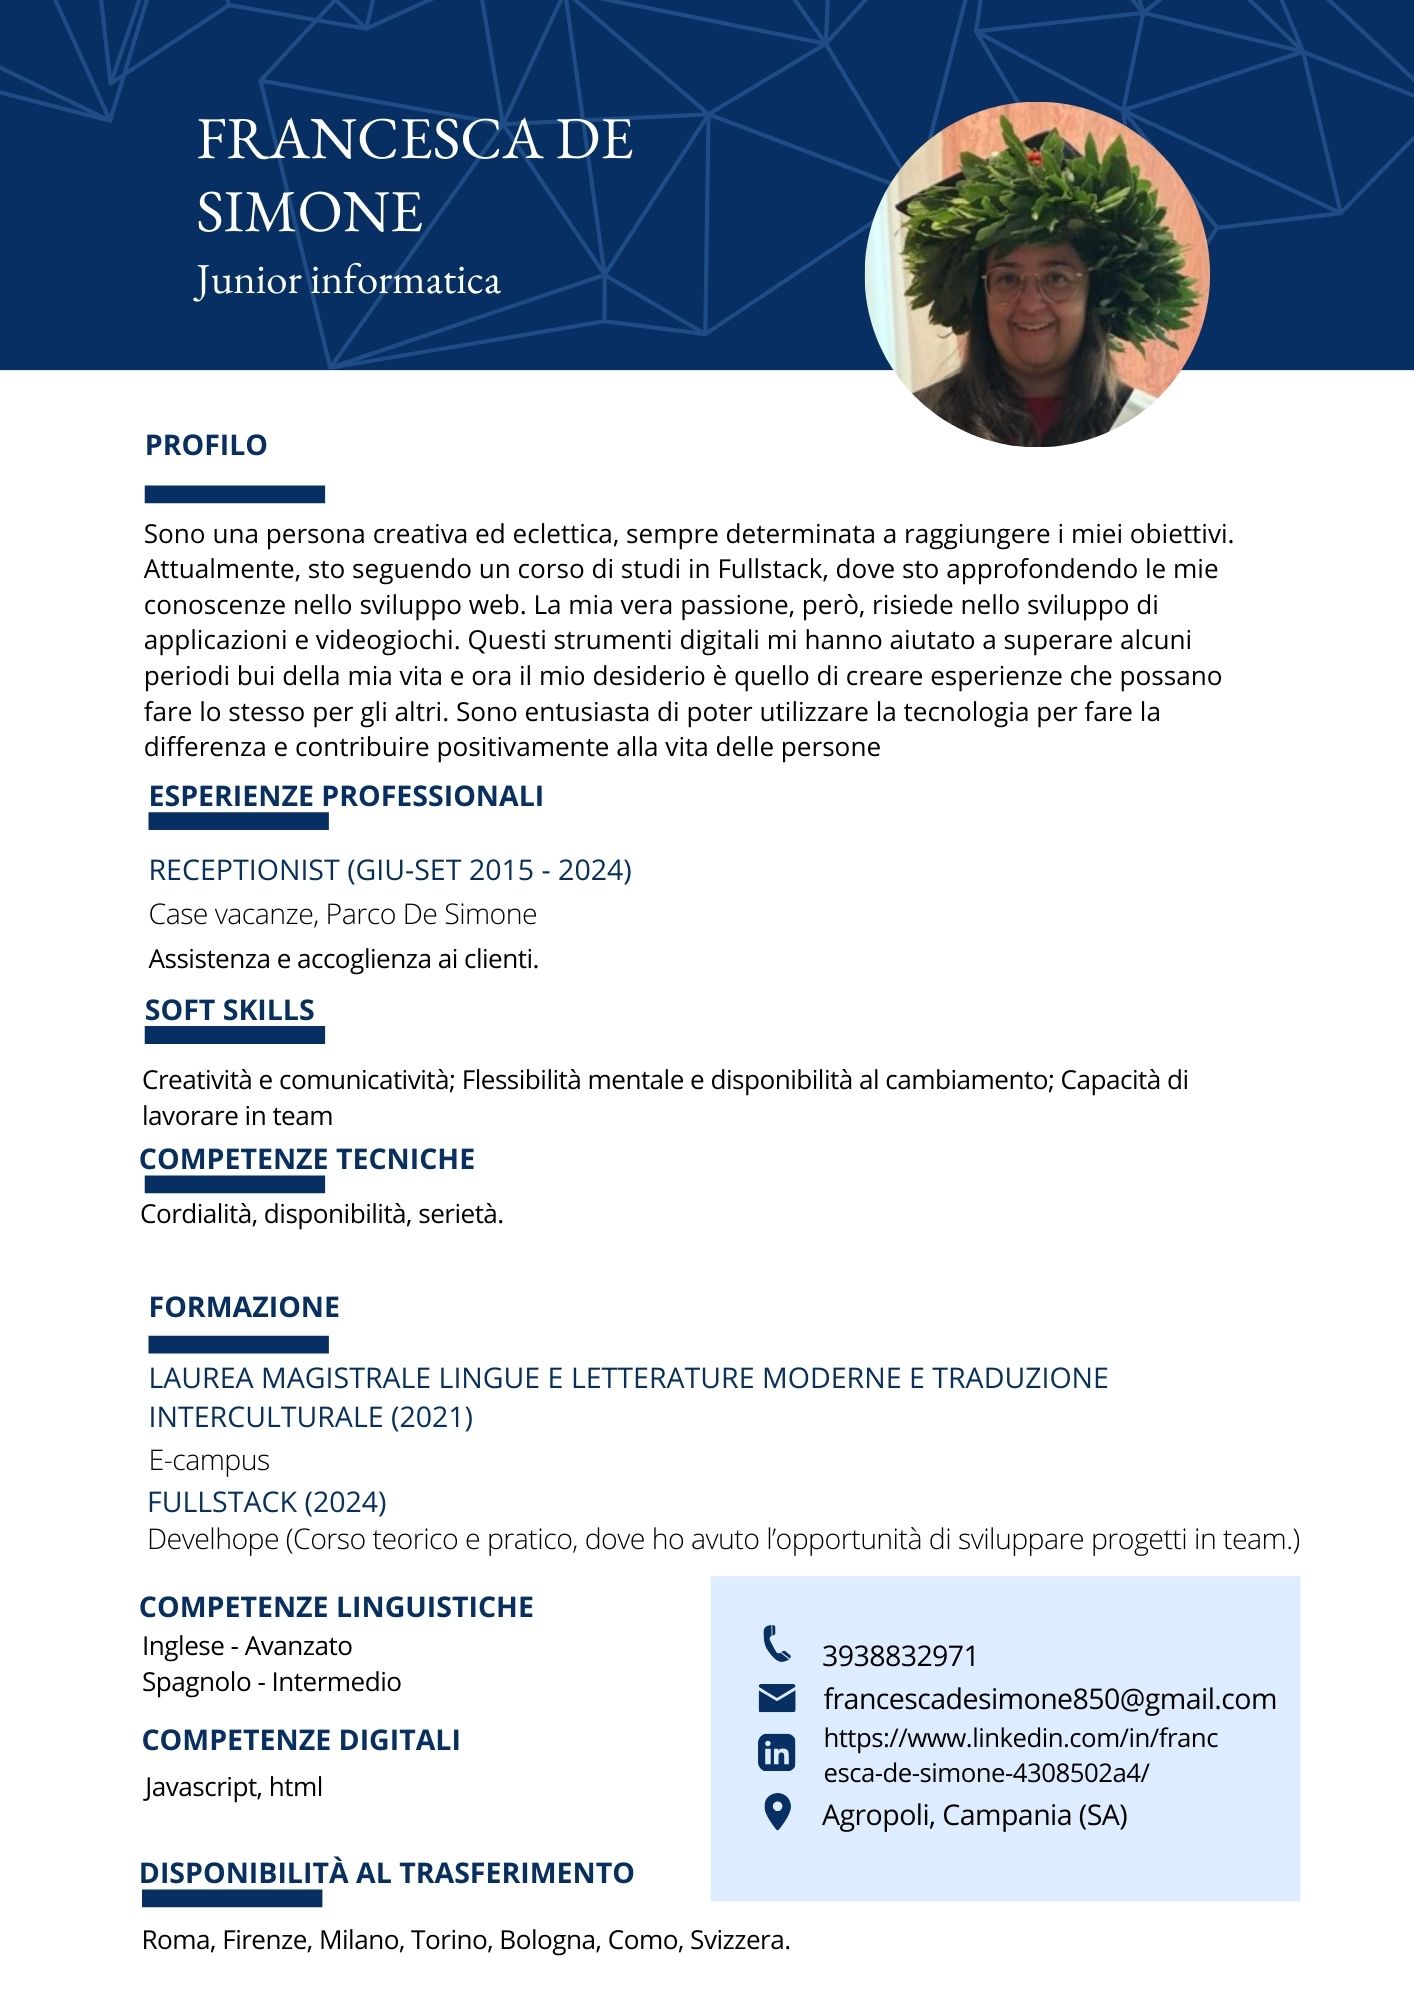 FRANCESCA DE
SIMONE
Junior informatica
PROFILO
Sono una persona creativa ed eclettica, sempre determinata a raggiungere i miei obiettivi.
Attualmente, sto seguendo un corso di studi in Fullstack, dove sto approfondendo le mie
conoscenze nello sviluppo web. La mia vera passione, però, risiede nello sviluppo di
applicazioni e videogiochi. Questi strumenti digitali mi hanno aiutato a superare alcuni
periodi bui della mia vita e ora il mio desiderio è quello di creare esperienze che possano
fare lo stesso per gli altri. Sono entusiasta di poter utilizzare la tecnologia per fare la
differenza e contribuire positivamente alla vita delle persone
ESPERIENZE PROFESSIONALI
RECEPTIONIST (GIU-SET 2015 - 2024)
Case vacanze, Parco De Simone
Assistenza e accoglienza ai clienti.
SOFT SKILLS
Creatività e comunicatività; Flessibilità mentale e disponibilità al cambiamento; Capacità di
lavorare in team
COMPETENZE TECNICHE
Cordialità, disponibilità, serietà.
FORMAZIONE
LAUREA MAGISTRALE LINGUE E LETTERATURE MODERNE E TRADUZIONE
INTERCULTURALE (2021)
E-campus
FULLSTACK (2024)
Develhope (Corso teorico e pratico, dove ho avuto l’opportunità di sviluppare progetti in team.)
COMPETENZE LINGUISTICHE
Inglese - Avanzato
Spagnolo - Intermedio
COMPETENZE DIGITALI
Javascript, html
3938832971
francescadesimone850@gmail.com
in
https://www.linkedin.com/in/franc
esca-de-simone-4308502a4/
Agropoli, Campania (SA)
DISPONIBILITÀ AL TRASFERIMENTO
Roma, Firenze, Milano, Torino, Bologna, Como, Svizzera.